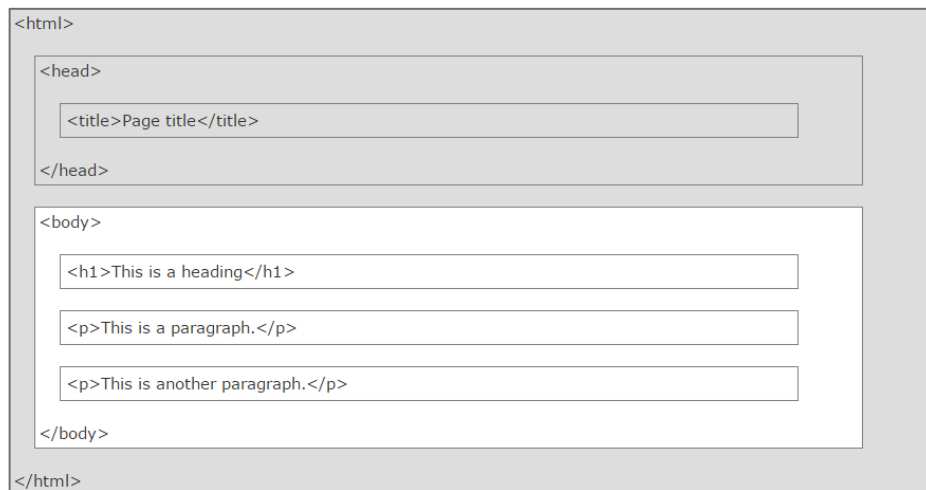 <html>
<head>
<title>Page title</title>
</head>
<body>
<h1>This is a heading</h1>
<p>This is a paragraph.</p>
<p>This is another paragraph.</p>
</body>
</html>